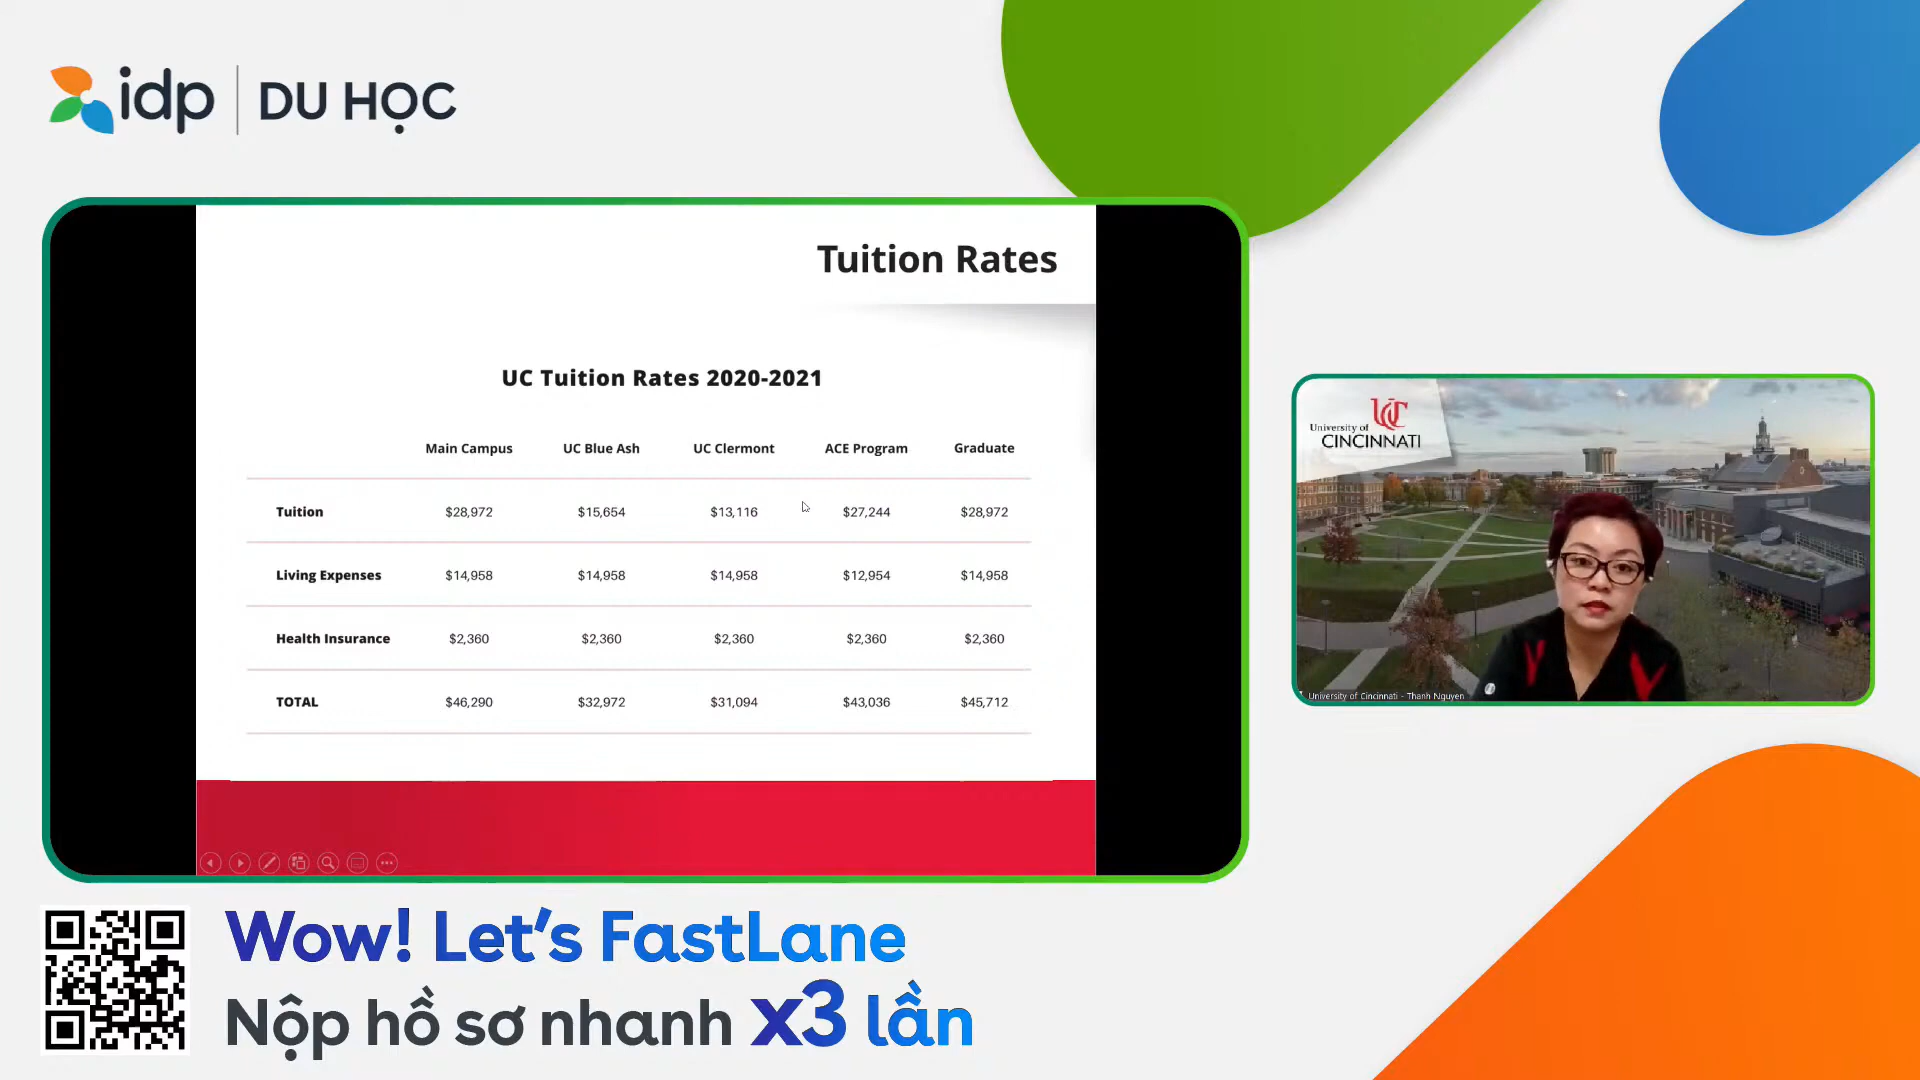 idp DU HỌC
Tuition Rates
UC Tuition Rates 2020-2021
Main Campus UC Blue Ash UC Clermont ACE Program Graduate
Tuition $28,972 $15,654 $13,116 $27,244 $28,972
Living Expenses $14,958 $14,958 $14,958 $12,954 $14,958
Health Insurance $2,360 $2,360 $2,360 $2,360 $2,360
TOTAL $46,290 $32,972 $31,094 $43,036 $45,712
UC
University of
CINCINNATI
University of Cincinnati - Thanh Nguyen
Wow! Let's FastLane
Nộp hồ sơ nhanh x3 lần